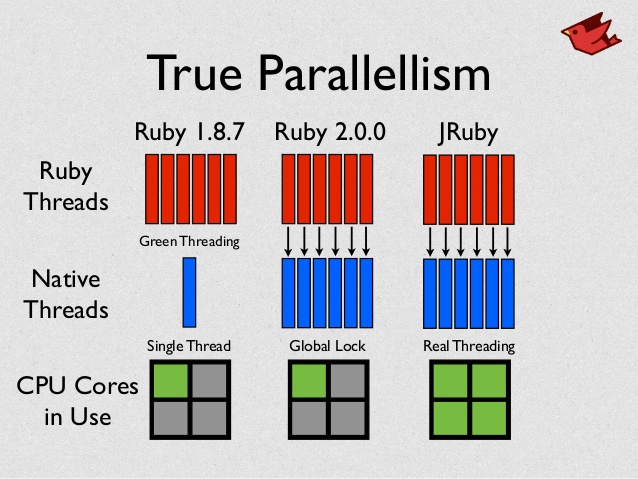 True Parallellism
Ruby 1.8.7 Ruby 2.0.0 JRuby
Ruby
Threads
Green Threading
Native
Threads
Single Thread Global Lock Real Threading
CPU Cores
in Use